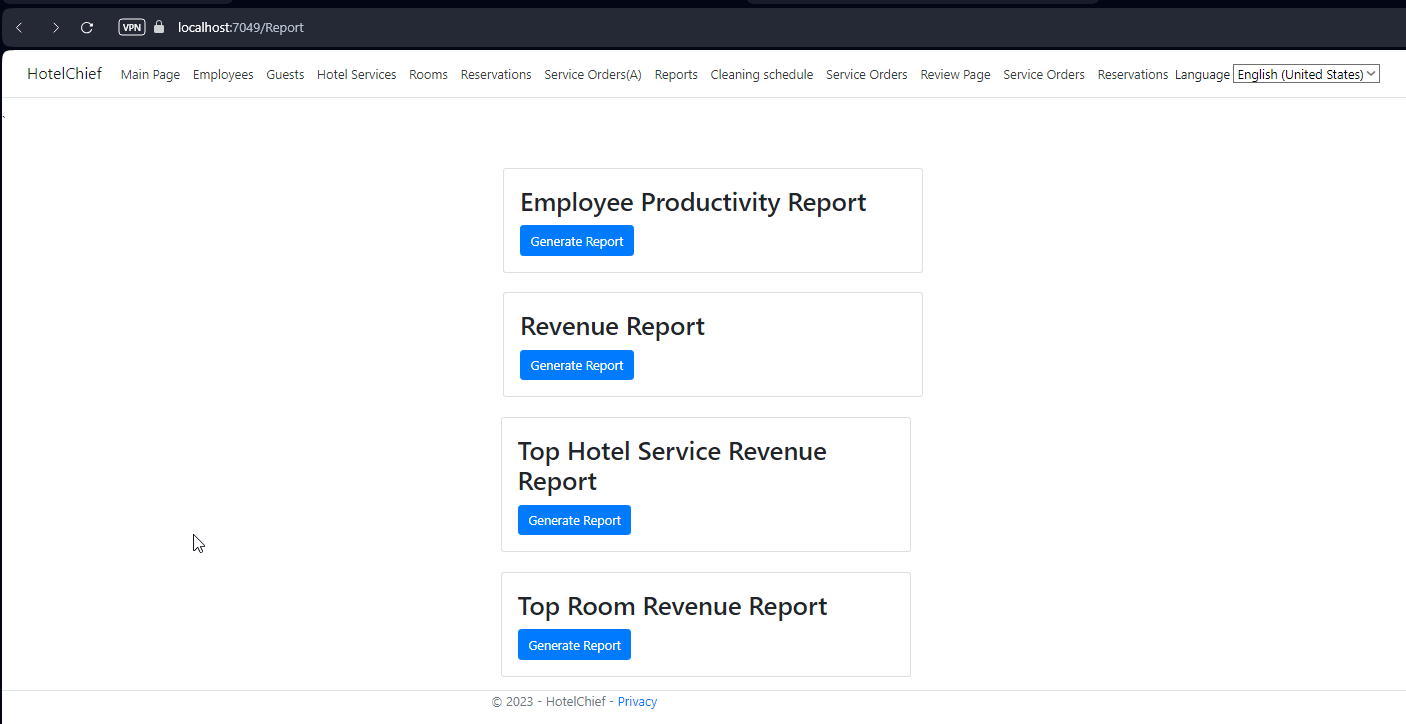 VPN localhost:7049/Report
HotelChief Main Page Employees Guests Hotel Services Rooms Reservations Service Orders(A) Reports Cleaning schedule Service Orders Review Page Service Orders Reservations Language English (United States)
`
Employee Productivity Report
Generate Report
Revenue Report
Generate Report
Top Hotel Service Revenue
Report
Generate Report
Top Room Revenue Report
Generate Report
© 2023 - HotelChief - Privacy